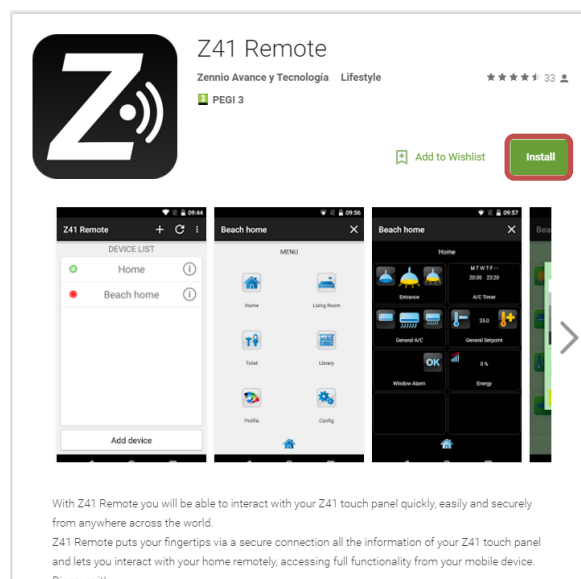 Z41 Remote
Zennio Avance y Tecnología Lifestyle
33
3 PEGI 3
Add to Wishlist
Install
09:44
Z41 Remote
DEVICE LIST
Home
Beach home
Add device
09:56
Beach home
MENU
Home
Living Room
Toilet
Library
Profile
Config
09:57
Beach home
Home
M T W T F - -
20:30 23:20
Entrance
A/C Timer
26.0
General A/C
General Setpoint
OK
0 %
Window Alarm
Energy
Bea
With Z41 Remote you will be able to interact with your Z41 touch panel quickly, easily and securely
from anywhere across the world.
Z41 Remote puts your fingertips via a secure connection all the information of your Z41 touch panel
and lets you interact with your home remotely, accessing full functionality from your mobile device.